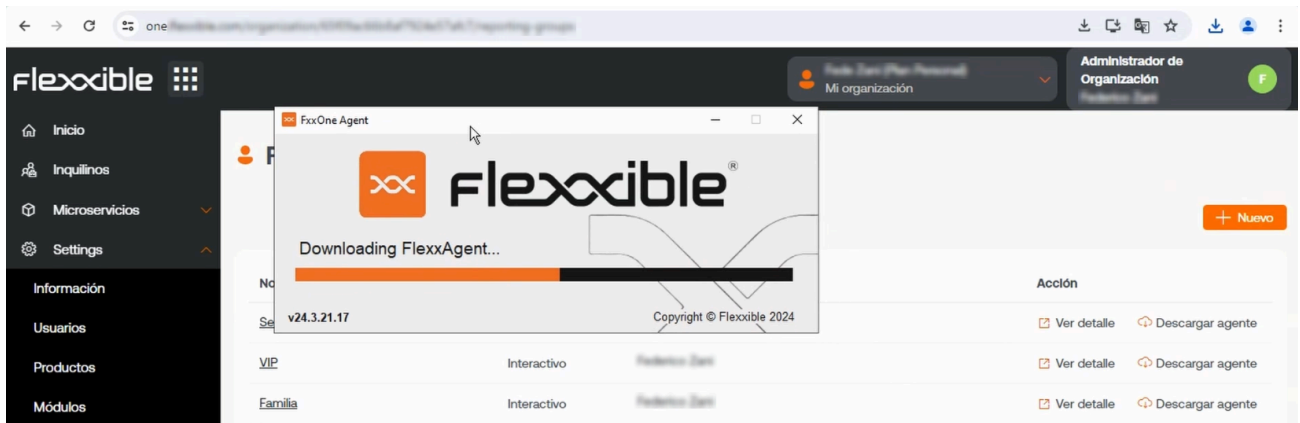 one
Flexxible
Mi organización
Administrador de
Organización
F
Inicio
Inquilinos
Microservicios
Settings
Información
Usuarios
Productos
Módulos
FxxOne Agent
Flexxible®
Downloading FlexxAgent...
v24.3.21.17
Copyright © Flexxible 2024
+ Nuevo
Acción
Ver detalle Descargar agente
VIP Interactivo Ver detalle Descargar agente
Familia Interactivo Ver detalle Descargar agente